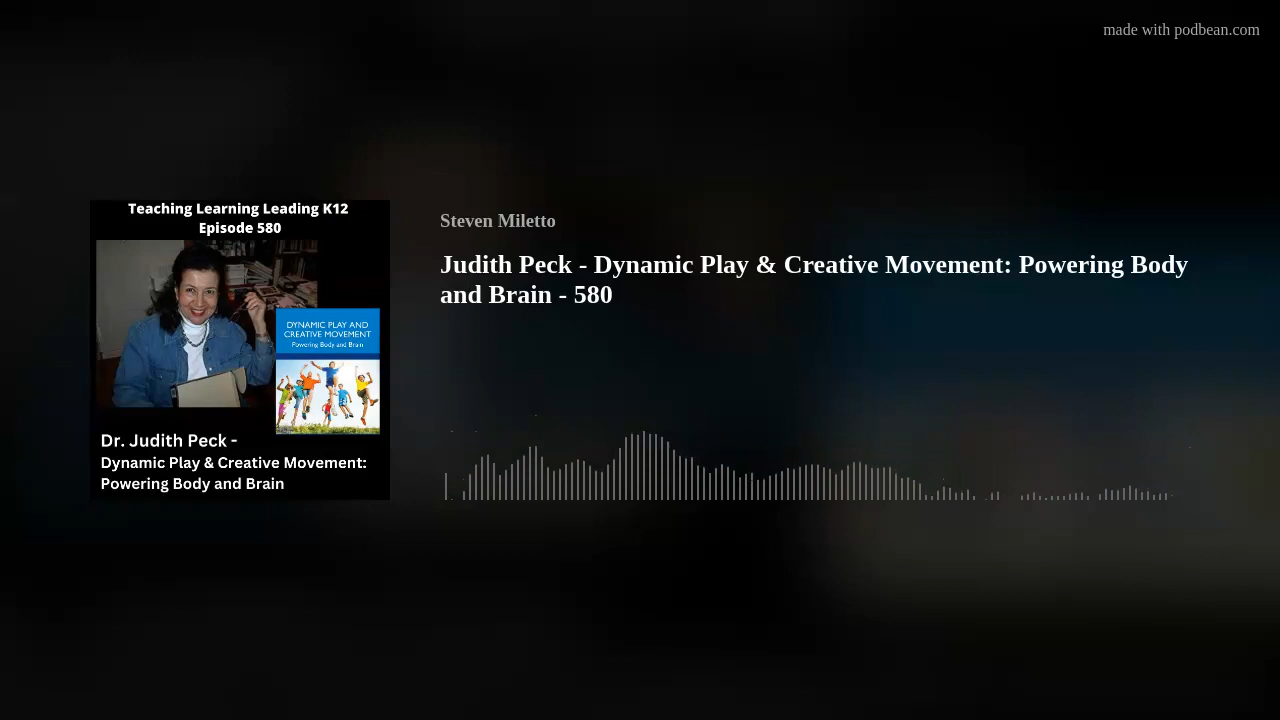 made with podbean.com
Teaching Learning Leading K12
Episode 580
DYNAMIC PLAY AND
CREATIVE MOVEMENT
Powering Body and Brain
Dr. Judith Peck -
Dynamic Play & Creative Movement:
Powering Body and Brain
Steven Miletto
Judith Peck - Dynamic Play & Creative Movement: Powering Body
and Brain - 580